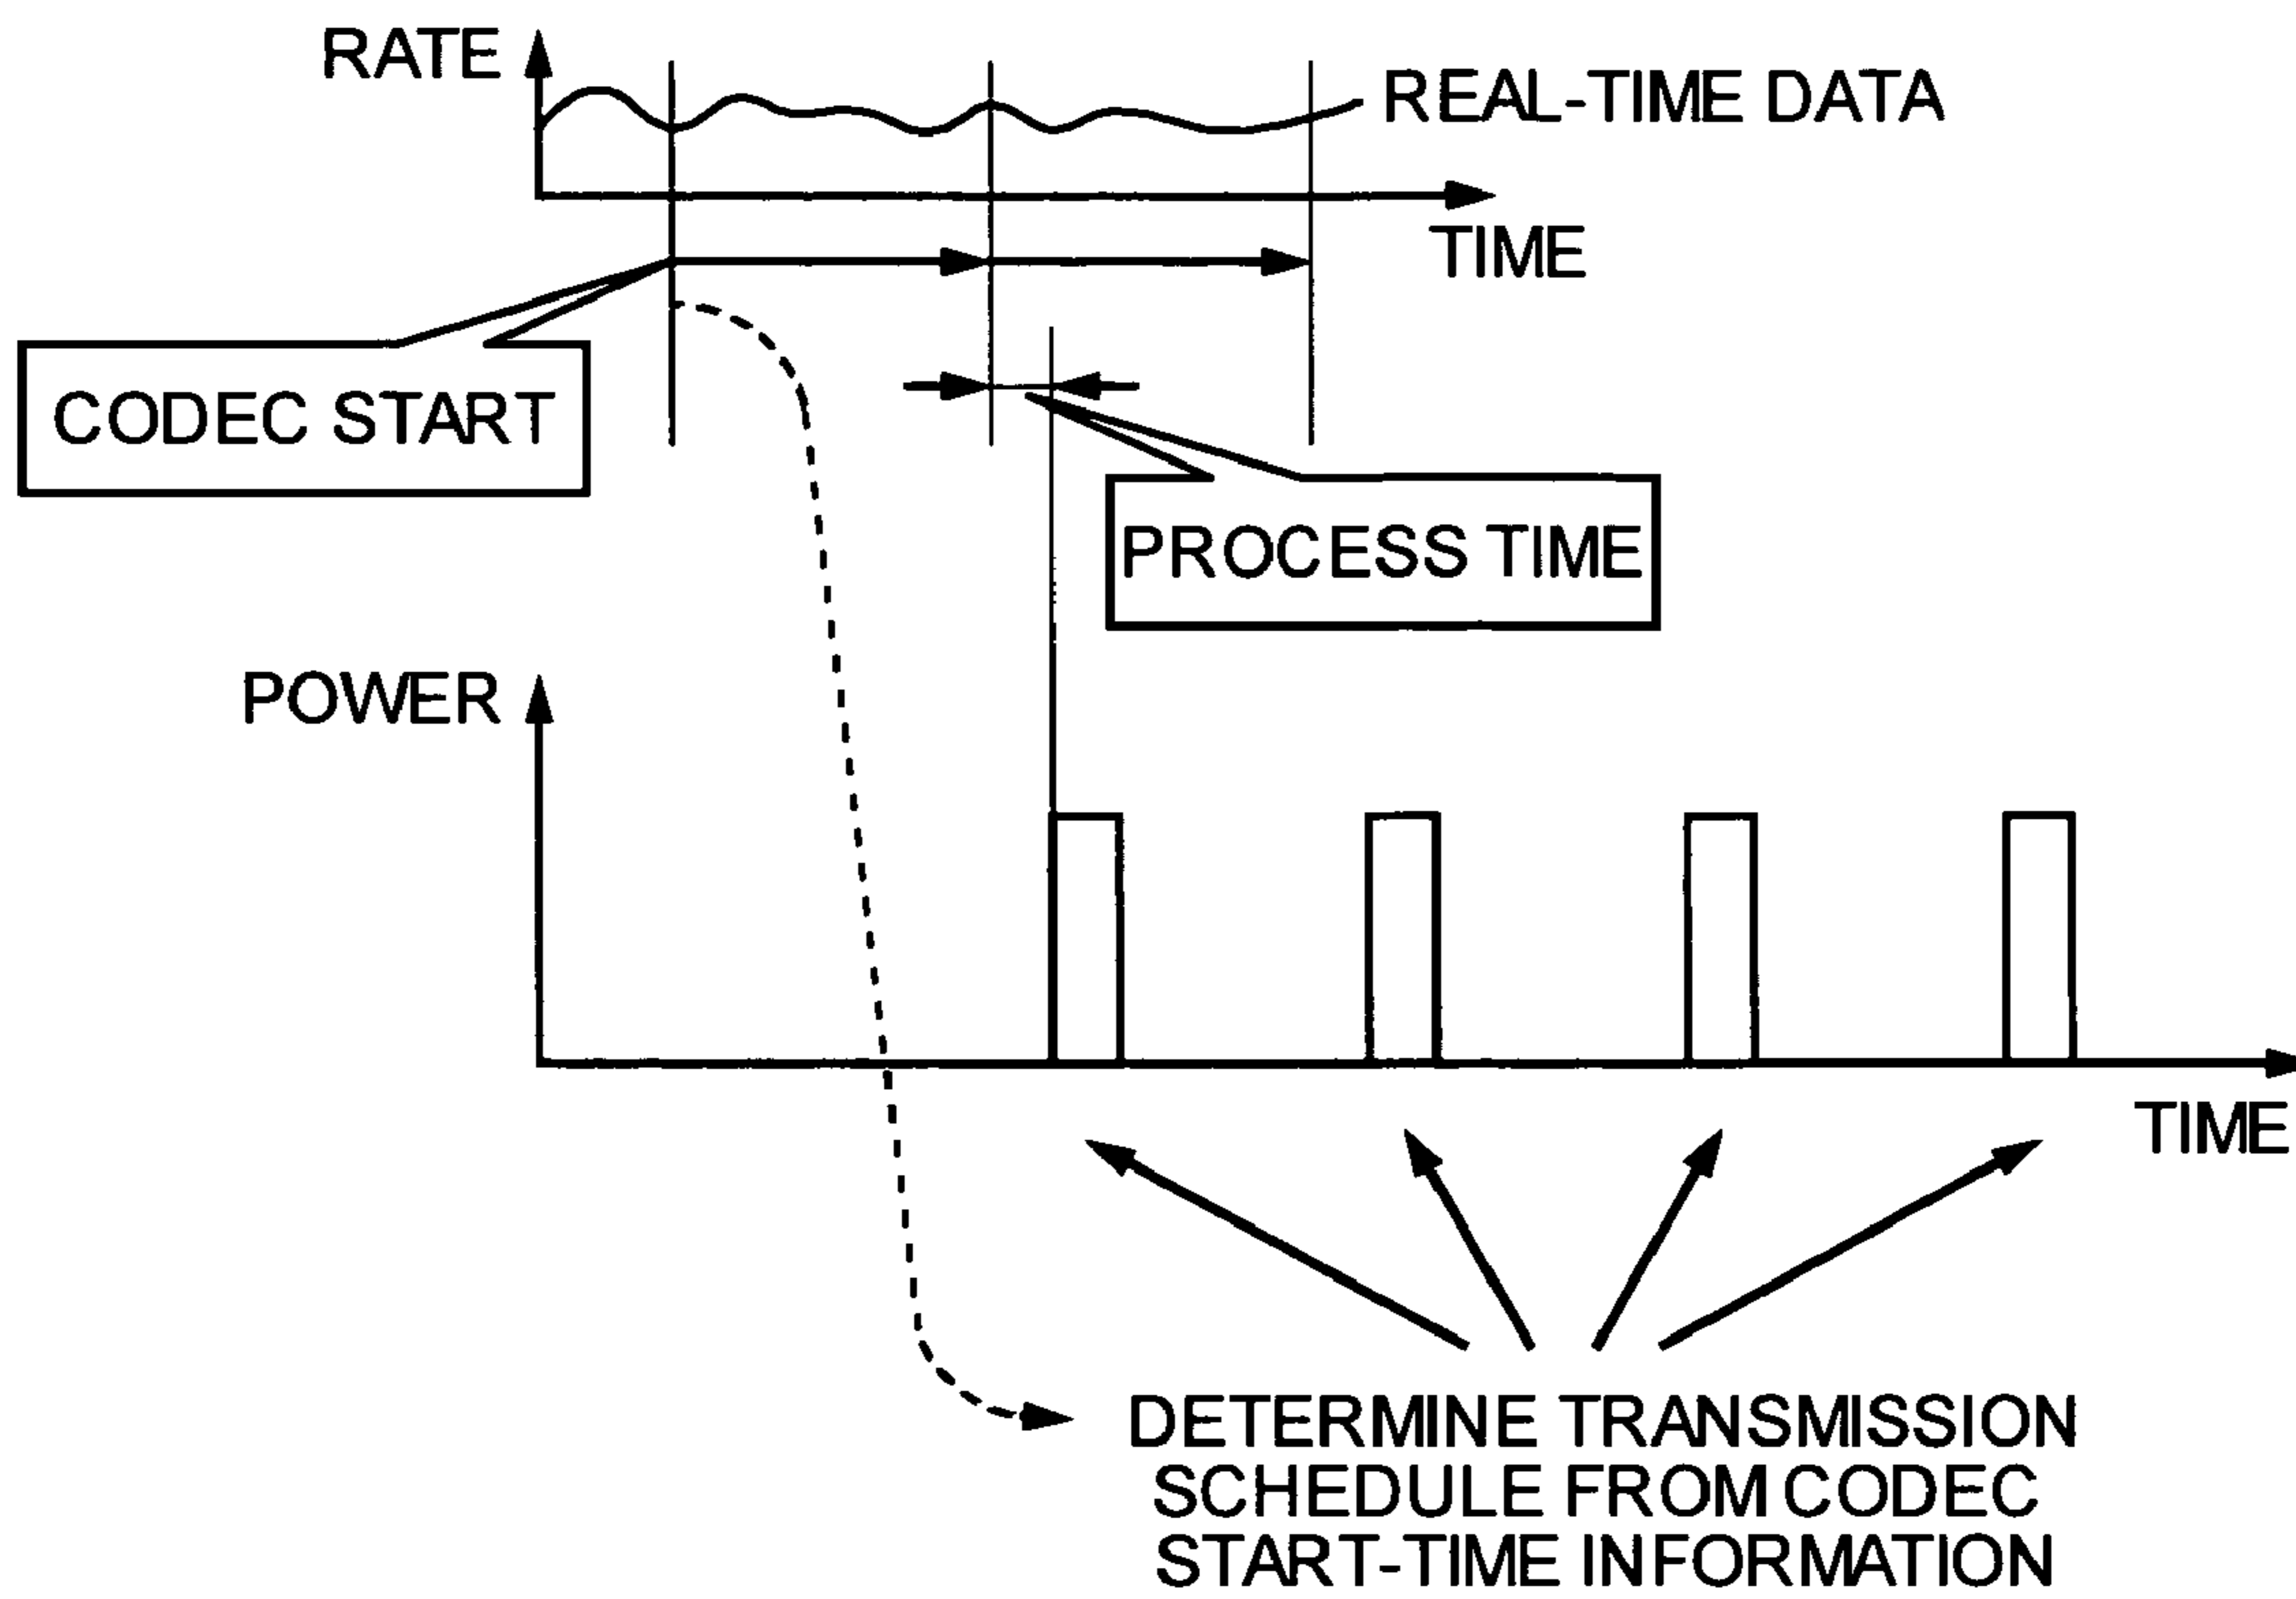 RATE
REAL-TIME DATA
TIME
CODEC START
PROCESS TIME
POWER
TIME
DETERMINE TRANSMISSION
SCHEDULE FROM CODEC
START-TIME INFORMATION